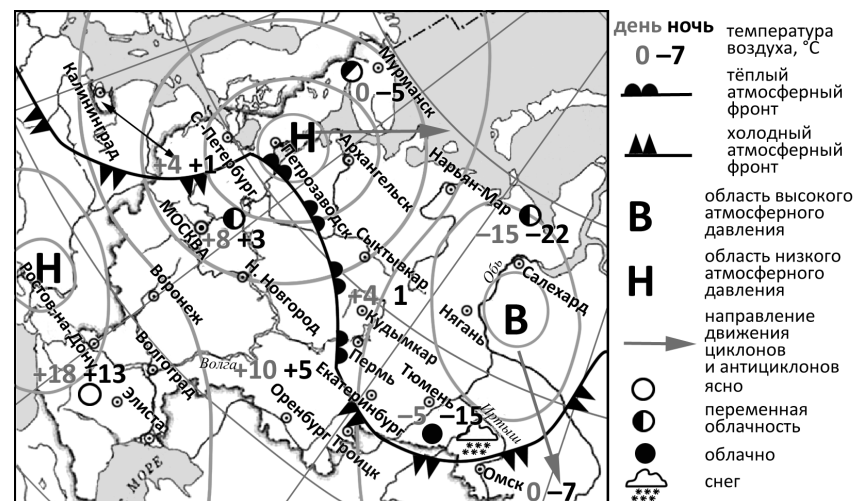 Мурманск
0 –5
Калининград
С.-Петербург
+4 +1
Н
Петрозаводск
Архангельск
Нарьян-Мар
–15 –22
МОСКВА
+8 +3
Сыктывкар
Обь
Салехард
Н
Ростов-на-Дону
Воронеж
Н. Новгород
+4 1
Кудымкар
Нягань
В
Волгоград
Волга
+10 +5
Пермь
+18 +13
Элиста
Екатеринбург
Тюмень
–5 –15
Иртыш
Оренбург
Троицк
Омск
0 –7
МОРЕ
день ночь
0 –7
температура
воздуха, °С
тёплый
атмосферный
фронт
холодный
атмосферный
фронт
В
область высокого
атмосферного
давления
Н
область низкого
атмосферного
давления
направление
движения
циклонов
и антициклонов
ясно
переменная
облачность
облачно
снег